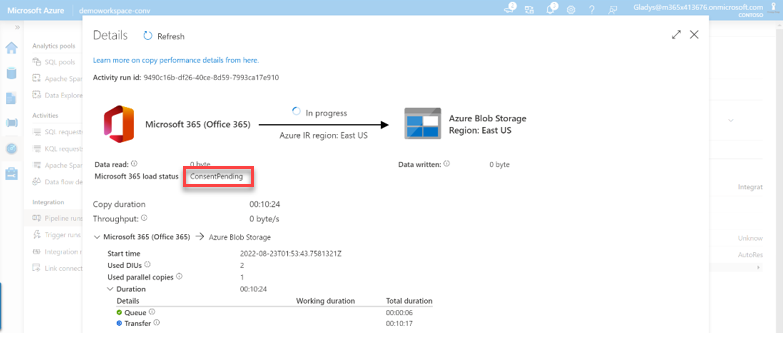 Microsoft Azure demoworkspace-conv Gladys@m365x413676.onmicrosoft.com
CONTOSO
Details Refresh
Learn more on copy performance details from here.
Activity run id: 9490c16b-df26-40ce-8d59-7993ca17e910
Analytics pools
SQL pools
Apache Spar
Data Explore
Activities
SQL request
KQL reques
Apache Spa
Data flow de
Integration
Pipeline runs
Trigger runs
Integration r
Link connect
Microsoft 365 (Office 365)
In progress
Azure IR region: East US
Azure Blob Storage
Region: East US
Data read: 0 byte Data written: 0 byte
Microsoft 365 load status ConsentPending
Copy duration 00:10:24
Throughput: 0 byte/s
Microsoft 365 (Office 365) → Azure Blob Storage
Start time 2022-08-23T01:53:43.7581321Z
Used DIUs 2
Used parallel copies 1
Duration 00:10:24
Details Working duration Total duration
Queue 00:00:06
Transfer 00:10:17
Integrat
Unknow
AutoRes